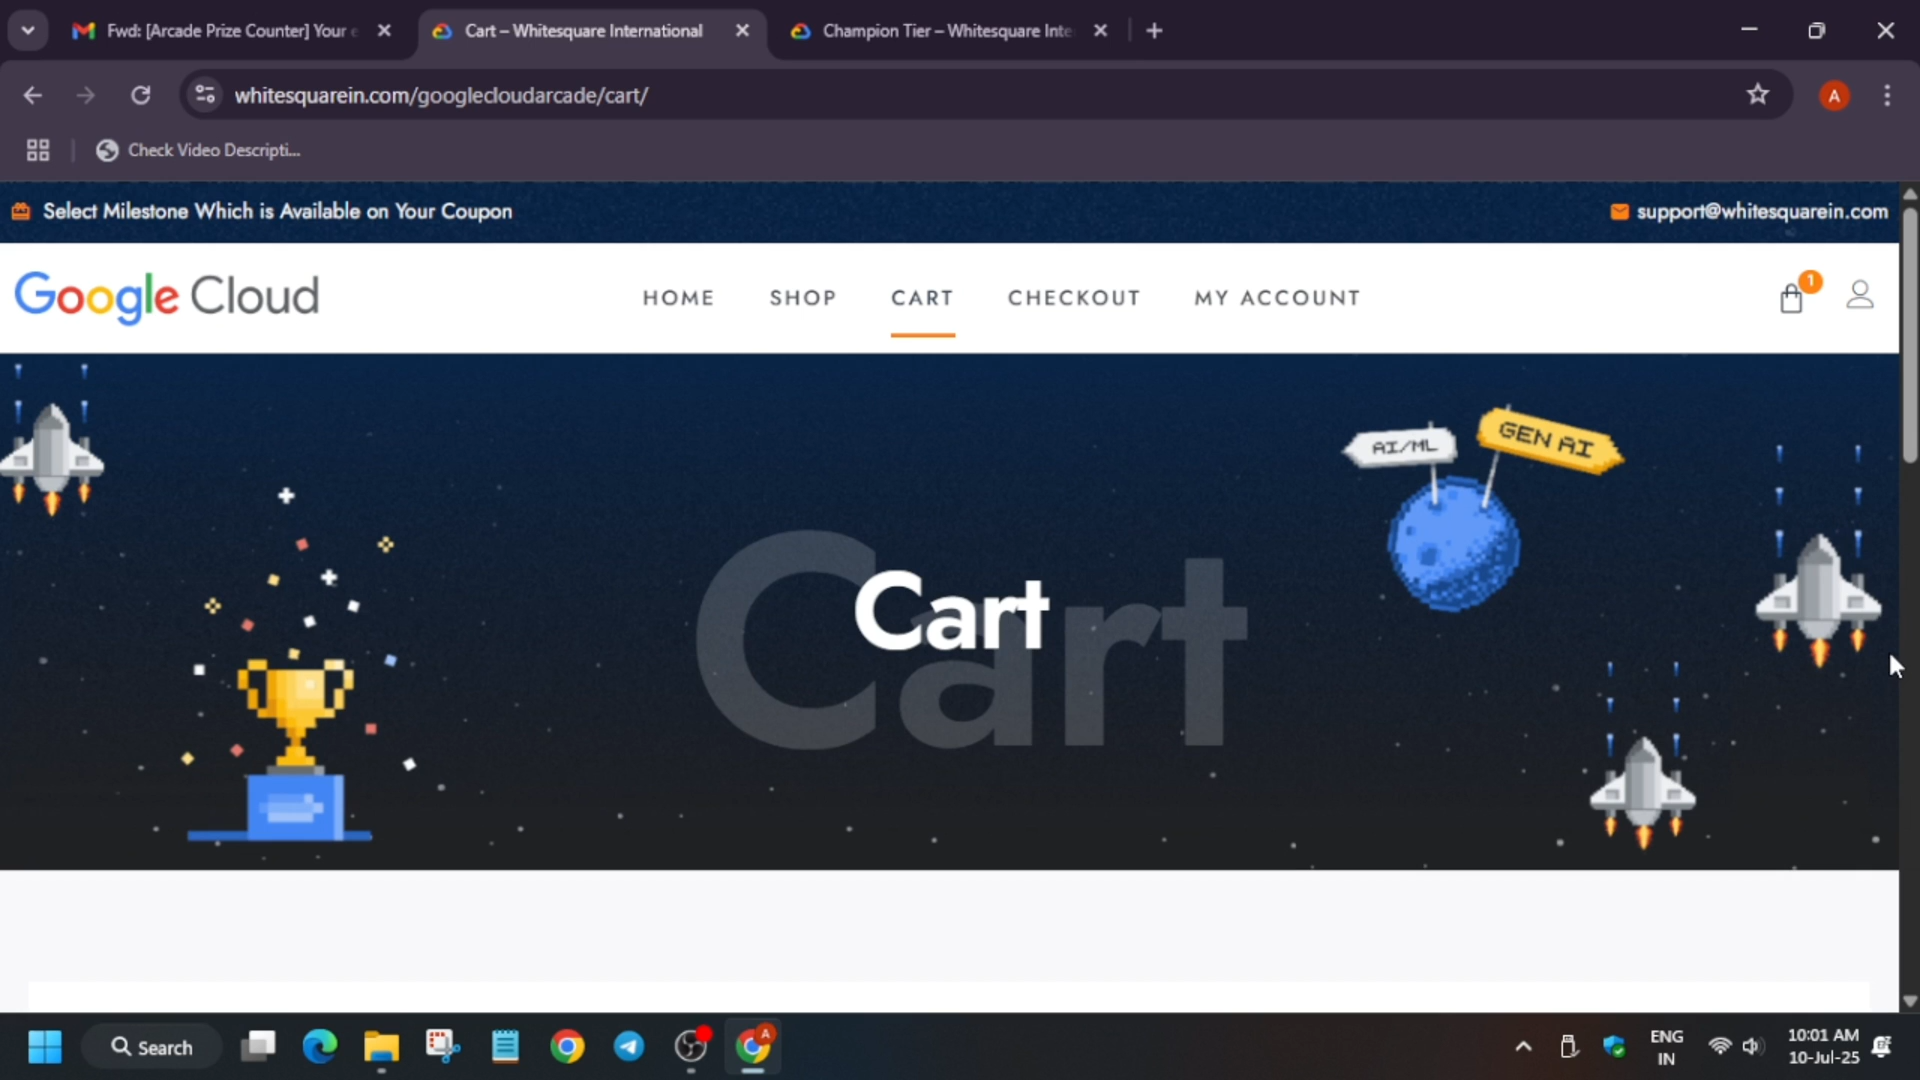 Fwd: [Arcade Prize Counter] Your e
Cart – Whitesquare International
Champion Tier – Whitesquare Inte
whitesquarein.com/googlecloudarcade/cart/
A
Check Video Descripti...
Select Milestone Which is Available on Your Coupon
support@whitesquarein.com
Google Cloud
HOME
SHOP
CART
CHECKOUT
MY ACCOUNT
1
AI/ML
GEN AI
Cart
Cart
Search
A
ENG
IN
10:01 AM
10-Jul-25